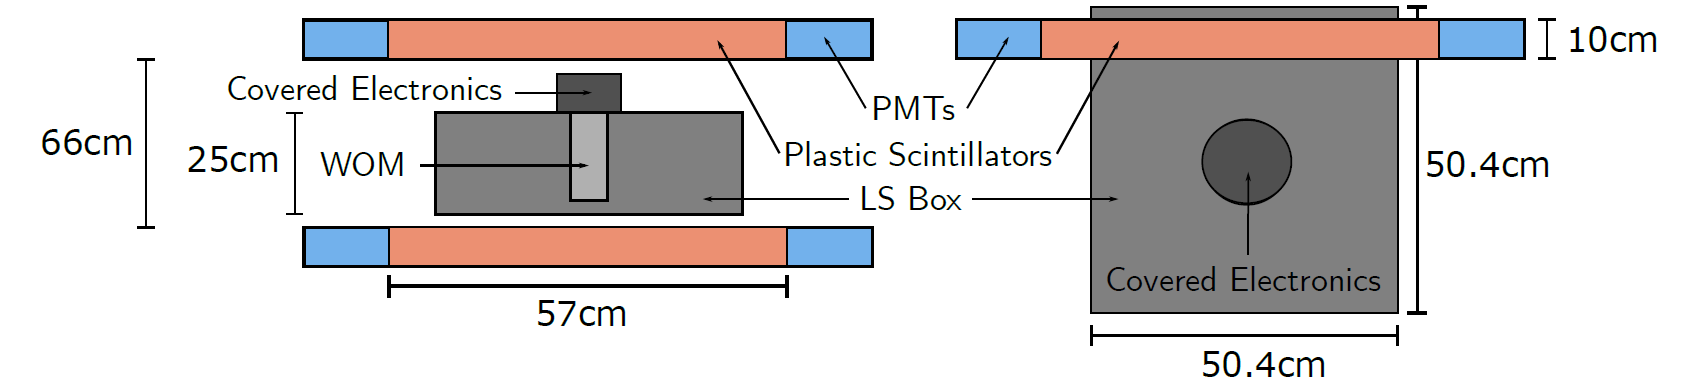 10cm
Covered Electronics
PMTs
66cm
25cm
WOM
Plastic Scintillators
50.4cm
LS Box
Covered Electronics
57cm
50.4cm